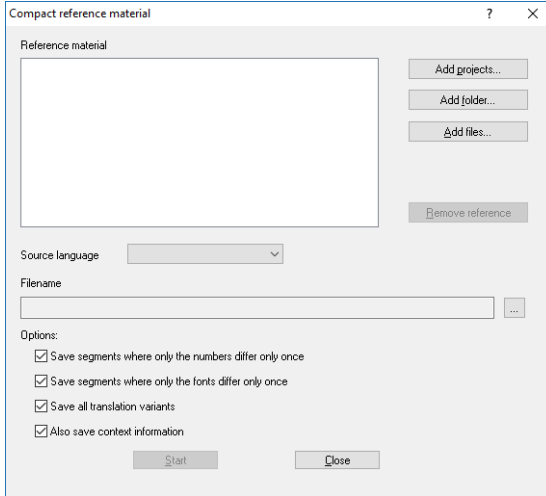 Compact reference material
?
Reference material
Add projects...
Add folder...
Add files...
Remove reference
Source language
Filename
...
Options:
Save segments where only the numbers differ only once
Save segments where only the fonts differ only once
Save all translation variants
Also save context information
Start
Close